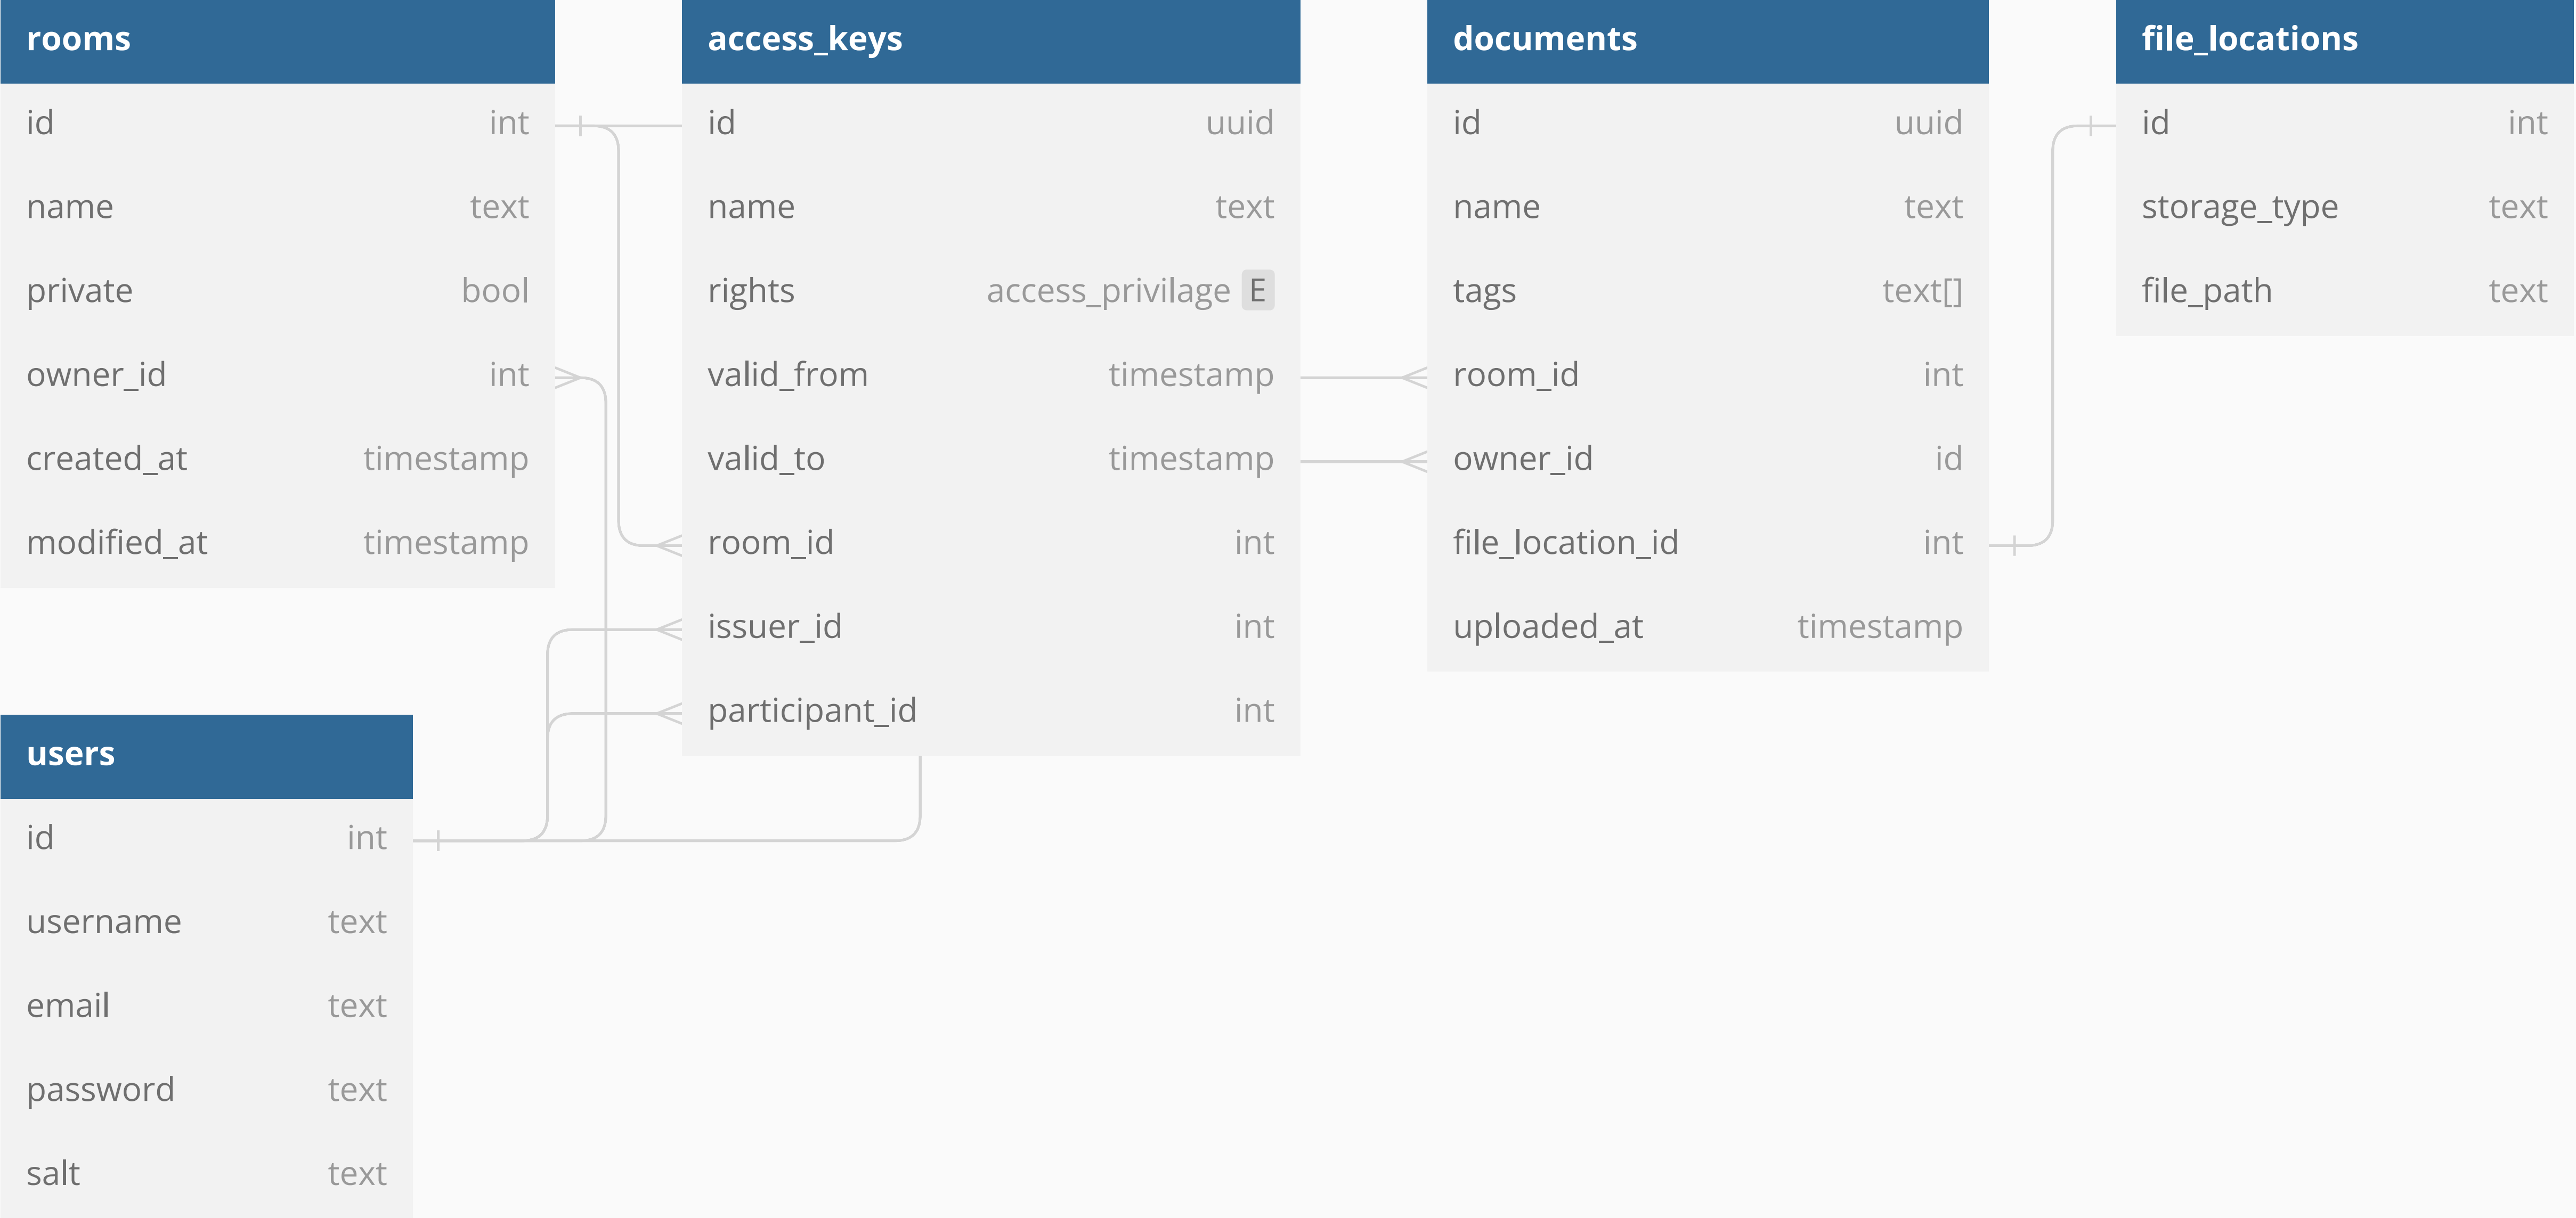 rooms
id int
name text
private bool
owner_id int
created_at timestamp
modified_at timestamp
access_keys
id uuid
name text
rights access_privilage E
valid_from timestamp
valid_to timestamp
room_id int
issuer_id int
participant_id int
documents
id uuid
name text
tags text[]
room_id int
owner_id id
file_location_id int
uploaded_at timestamp
file_locations
id int
storage_type text
file_path text
users
id int
username text
email text
password text
salt text